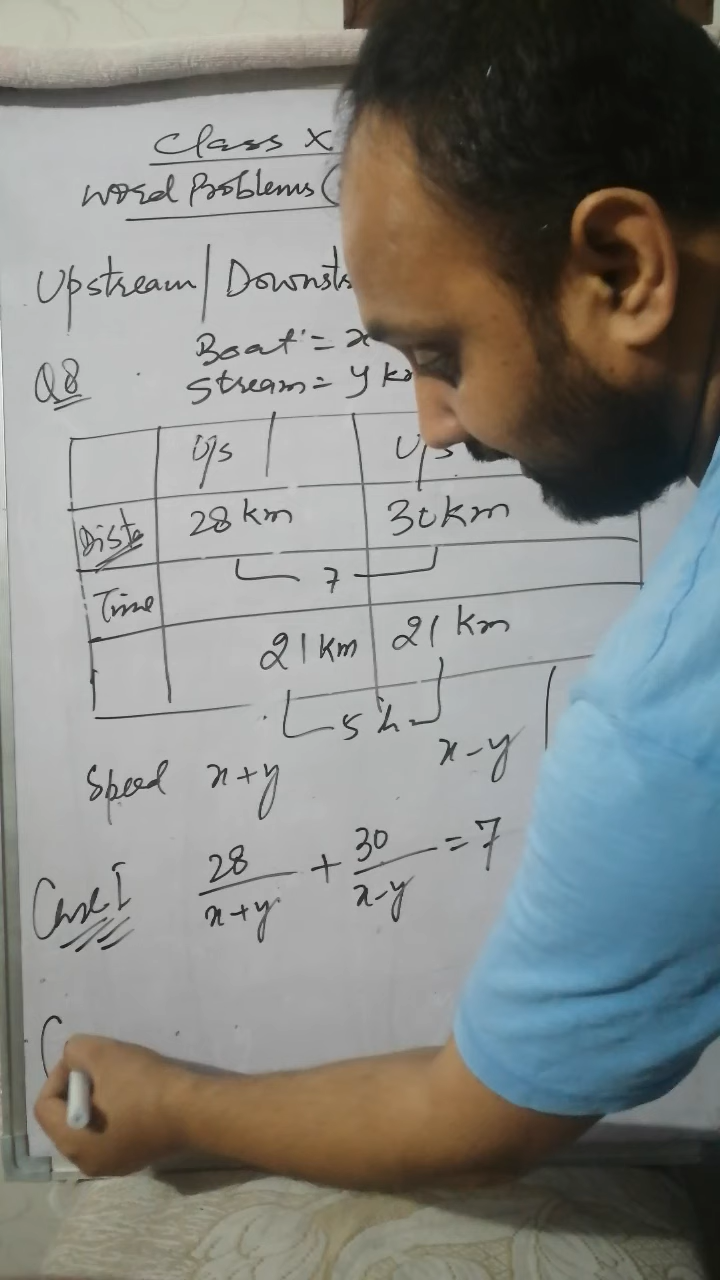 Class X
Word Problems (
Upstream / Downst
Q8
Boat = x
Stream = y k
U/s U/s
Dista 28 km 30 km
7
Time
21 km 21 km
5 h
Speed x+y x-y
Case I 28/x+y + 30/x-y = 7
C